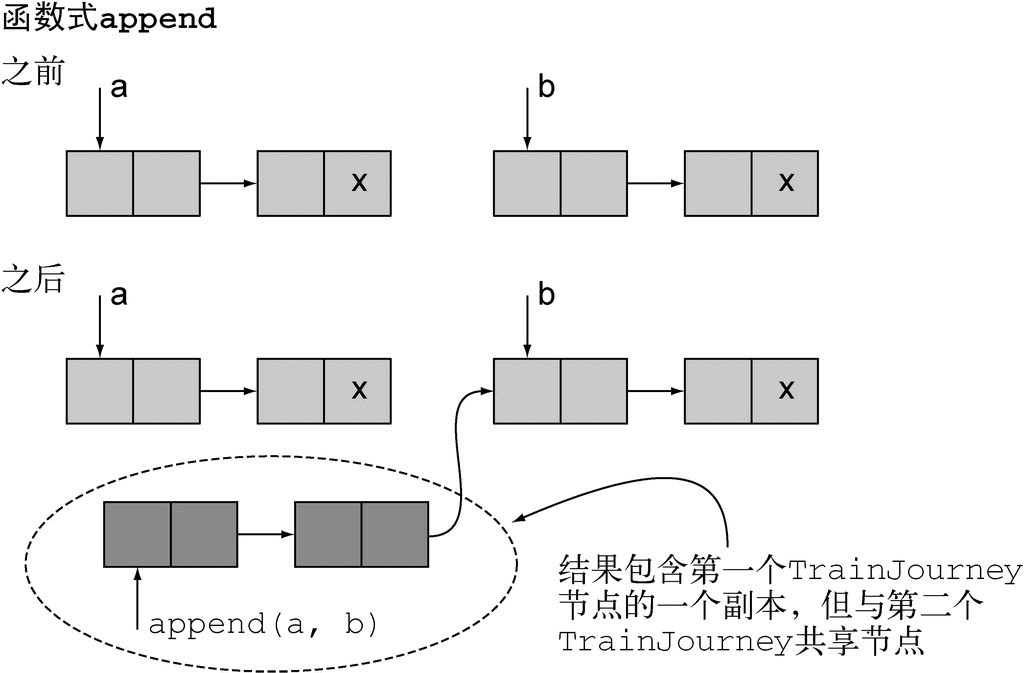 函数式append
之前
a
b
x
x
之后
a
b
x
x
结果包含第一个TrainJourney
节点的一个副本，但与第二个
TrainJourney共享节点
append(a, b)